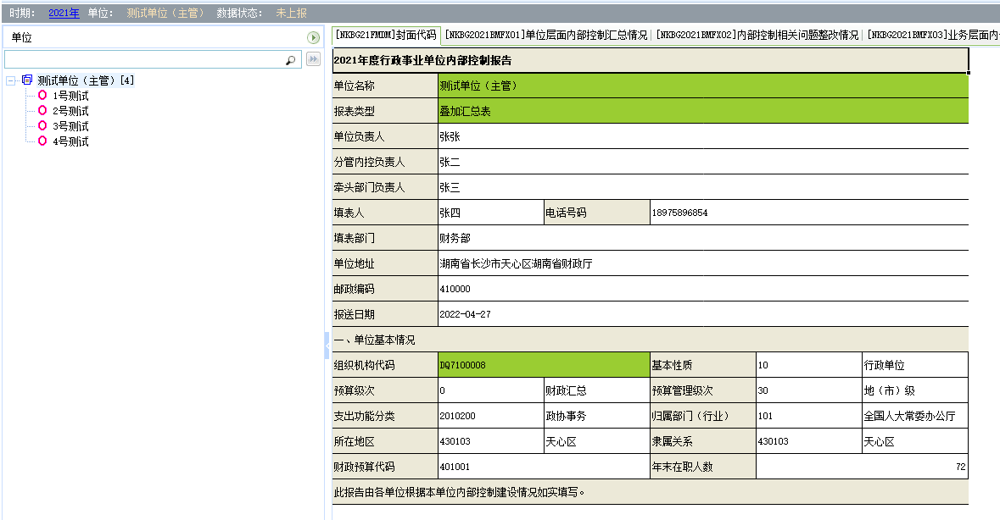 时期： 2021年 单位： 测试单位（主管） 数据状态： 未上报
单位
[NKBG21FMDM]封面代码 [NKBG2021BMFX01]单位层面内部控制汇总情况 [NKBG2021BMFX02]内部控制相关问题整改情况 [NKBG2021BMFX03]业务层面内
测试单位（主管）[4]
1号测试
2号测试
3号测试
4号测试
2021年度行政事业单位内部控制报告
单位名称 测试单位（主管）
报表类型 叠加汇总表
单位负责人 张张
分管内控负责人 张二
牵头部门负责人 张三
填表人 张四 电话号码 18975896854
填表部门 财务部
单位地址 湖南省长沙市天心区湖南省财政厅
邮政编码 410000
报送日期 2022-04-27
一、单位基本情况
组织机构代码 DQ7100008 基本性质 10 行政单位
预算级次 0 财政汇总 预算管理级次 30 地（市）级
支出功能分类 2010200 政协事务 归属部门（行业） 101 全国人大常委办公厅
所在地区 430103 天心区 隶属关系 430103 天心区
财政预算代码 401001 年末在职人数 72
此报告由各单位根据本单位内部控制建设情况如实填写。